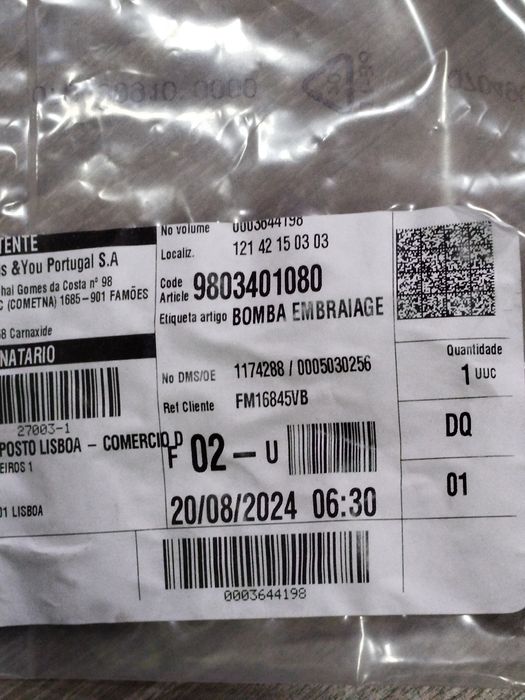 No volume 0003644198
TENTE
Localiz. 121 42 15 03 03
s &You Portugal S.A
hal Gomes da Costa nº 98
C (COMETNA) 1685-901 FAMÕES
8 Carnaxide
Code Article 9803401080
Etiqueta artigo BOMBA EMBRAIAGE
NATARIO
27003-1
POSTO LISBOA - COMERCIO D
EIROS 1
01 LISBOA
No DMS/OE 1174288 / 0005030256
Ref Cliente FM16845VB
F 02 - U
20/08/2024 06:30
0003644198
Quantidade
1 UUC
DQ
01